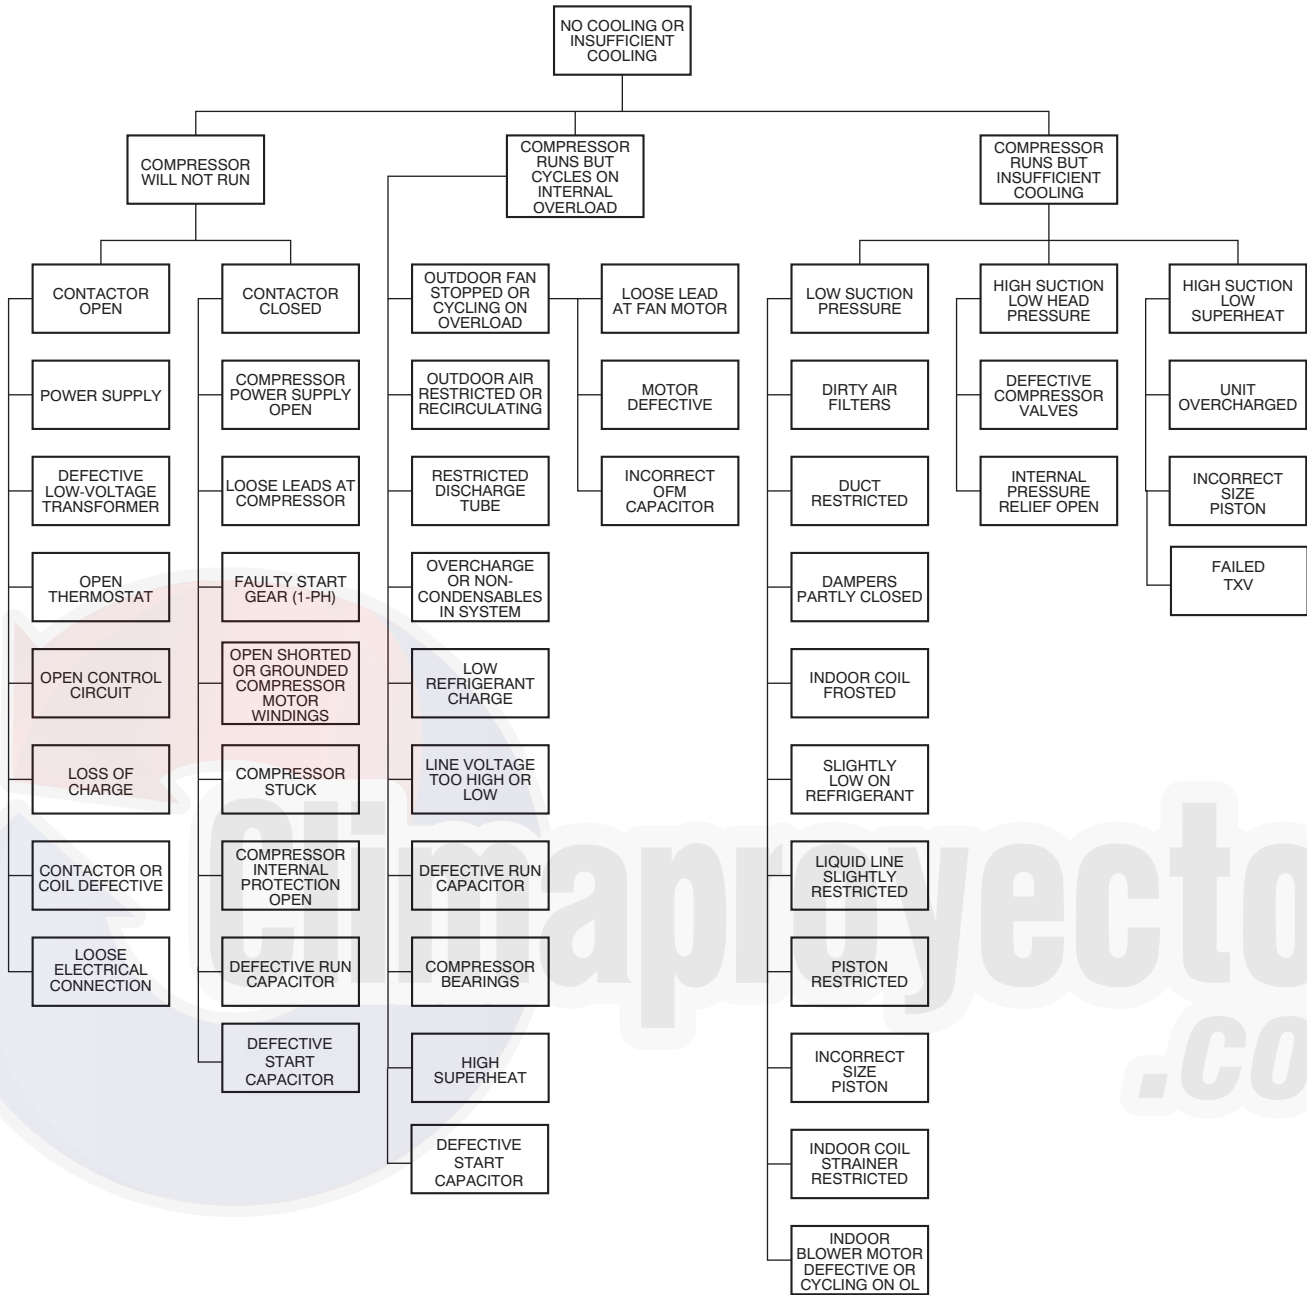 NO COOLING OR
INSUFFICIENT
COOLING
COMPRESSOR
WILL NOT RUN
COMPRESSOR
RUNS BUT
CYCLES ON
INTERNAL
OVERLOAD
COMPRESSOR
RUNS BUT
INSUFFICIENT
COOLING
CONTACTOR
OPEN
POWER SUPPLY
DEFECTIVE
LOW-VOLTAGE
TRANSFORMER
OPEN
THERMOSTAT
OPEN CONTROL
CIRCUIT
LOSS OF
CHARGE
CONTACTOR OR
COIL DEFECTIVE
LOOSE
ELECTRICAL
CONNECTION
CONTACTOR
CLOSED
COMPRESSOR
POWER SUPPLY
OPEN
LOOSE LEADS AT
COMPRESSOR
FAULTY START
GEAR (1-PH)
OPEN SHORTED
OR GROUNDED
COMPRESSOR
MOTOR
WINDINGS
COMPRESSOR
STUCK
COMPRESSOR
INTERNAL
PROTECTION
OPEN
DEFECTIVE RUN
CAPACITOR
DEFECTIVE
START
CAPACITOR
OUTDOOR FAN
STOPPED OR
CYCLING ON
OVERLOAD
OUTDOOR AIR
RESTRICTED OR
RECIRCULATING
RESTRICTED
DISCHARGE
TUBE
OVERCHARGE
OR NON-
CONDENSABLES
IN SYSTEM
LOW
REFRIGERANT
CHARGE
LINE VOLTAGE
TOO HIGH OR
LOW
DEFECTIVE RUN
CAPACITOR
COMPRESSOR
BEARINGS
HIGH
SUPERHEAT
DEFECTIVE
START
CAPACITOR
LOOSE LEAD
AT FAN MOTOR
MOTOR
DEFECTIVE
INCORRECT
OFM
CAPACITOR
LOW SUCTION
PRESSURE
DIRTY AIR
FILTERS
DUCT
RESTRICTED
DAMPERS
PARTLY CLOSED
INDOOR COIL
FROSTED
SLIGHTLY
LOW ON
REFRIGERANT
LIQUID LINE
SLIGHTLY
RESTRICTED
PISTON
RESTRICTED
INCORRECT
SIZE
PISTON
INDOOR COIL
STRAINER
RESTRICTED
INDOOR
BLOWER MOTOR
DEFECTIVE OR
CYCLING ON OL
HIGH SUCTION
LOW HEAD
PRESSURE
DEFECTIVE
COMPRESSOR
VALVES
INTERNAL
PRESSURE
RELIEF OPEN
HIGH SUCTION
LOW
SUPERHEAT
UNIT
OVERCHARGED
INCORRECT
SIZE
PISTON
FAILED
TXV
Climaproyecto
.co